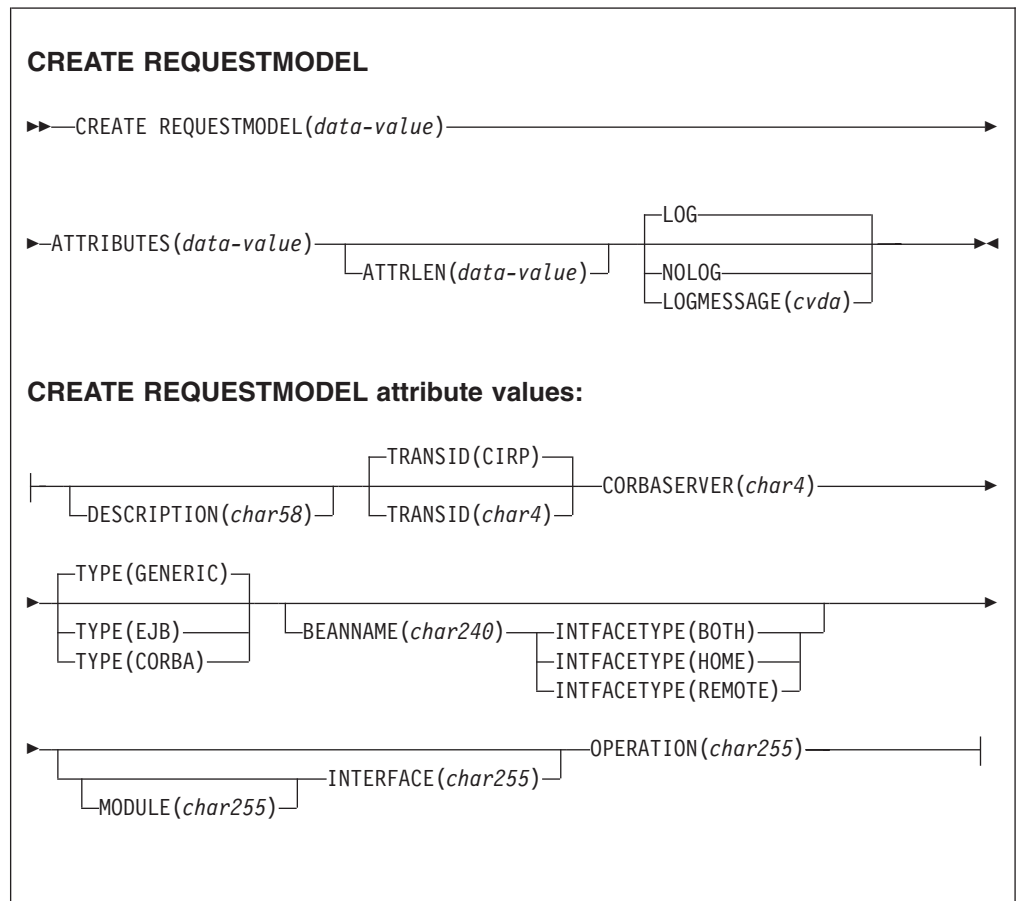 CREATE REQUESTMODEL
CREATE REQUESTMODEL(data-value)
LOG
ATTRIBUTES(data-value)
ATTRLEN(data-value)
NOLOG
LOGMESSAGE(cvda)
CREATE REQUESTMODEL attribute values:
TRANSID(CIRP)
CORBASERVER(char4)
DESCRIPTION(char58)
TRANSID(char4)
TYPE(GENERIC)
TYPE(EJB)
BEANNAME(char240)
INTFACETYPE(BOTH)
TYPE(CORBA)
INTFACETYPE(HOME)
INTFACETYPE(REMOTE)
OPERATION(char255)
INTERFACE(char255)
MODULE(char255)